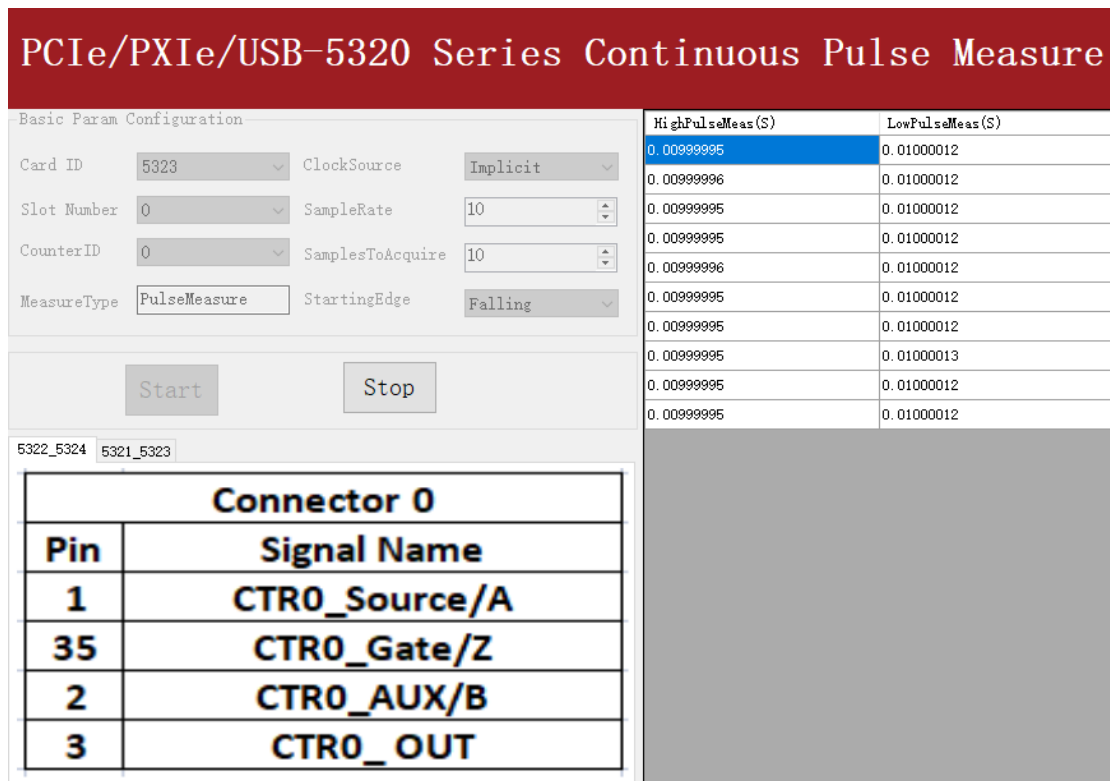 PCIe/PXIe/USB-5320 Series Continuous Pulse Measure
Basic Param Configuration
Card ID 5323 ClockSource Implicit
Slot Number 0 SampleRate 10
CounterID 0 SamplesToAcquire 10
MeasureType PulseMeasure StartingEdge Falling
Start Stop
5322_5324 5321_5323
Connector 0
Pin Signal Name
1 CTR0_Source/A
35 CTR0_Gate/Z
2 CTR0_AUX/B
3 CTR0_ OUT
HighPulseMeas(S) LowPulseMeas(S)
0.00999995 0.01000012
0.00999996 0.01000012
0.00999995 0.01000012
0.00999995 0.01000012
0.00999996 0.01000012
0.00999995 0.01000012
0.00999995 0.01000012
0.00999995 0.01000013
0.00999995 0.01000012
0.00999995 0.01000012